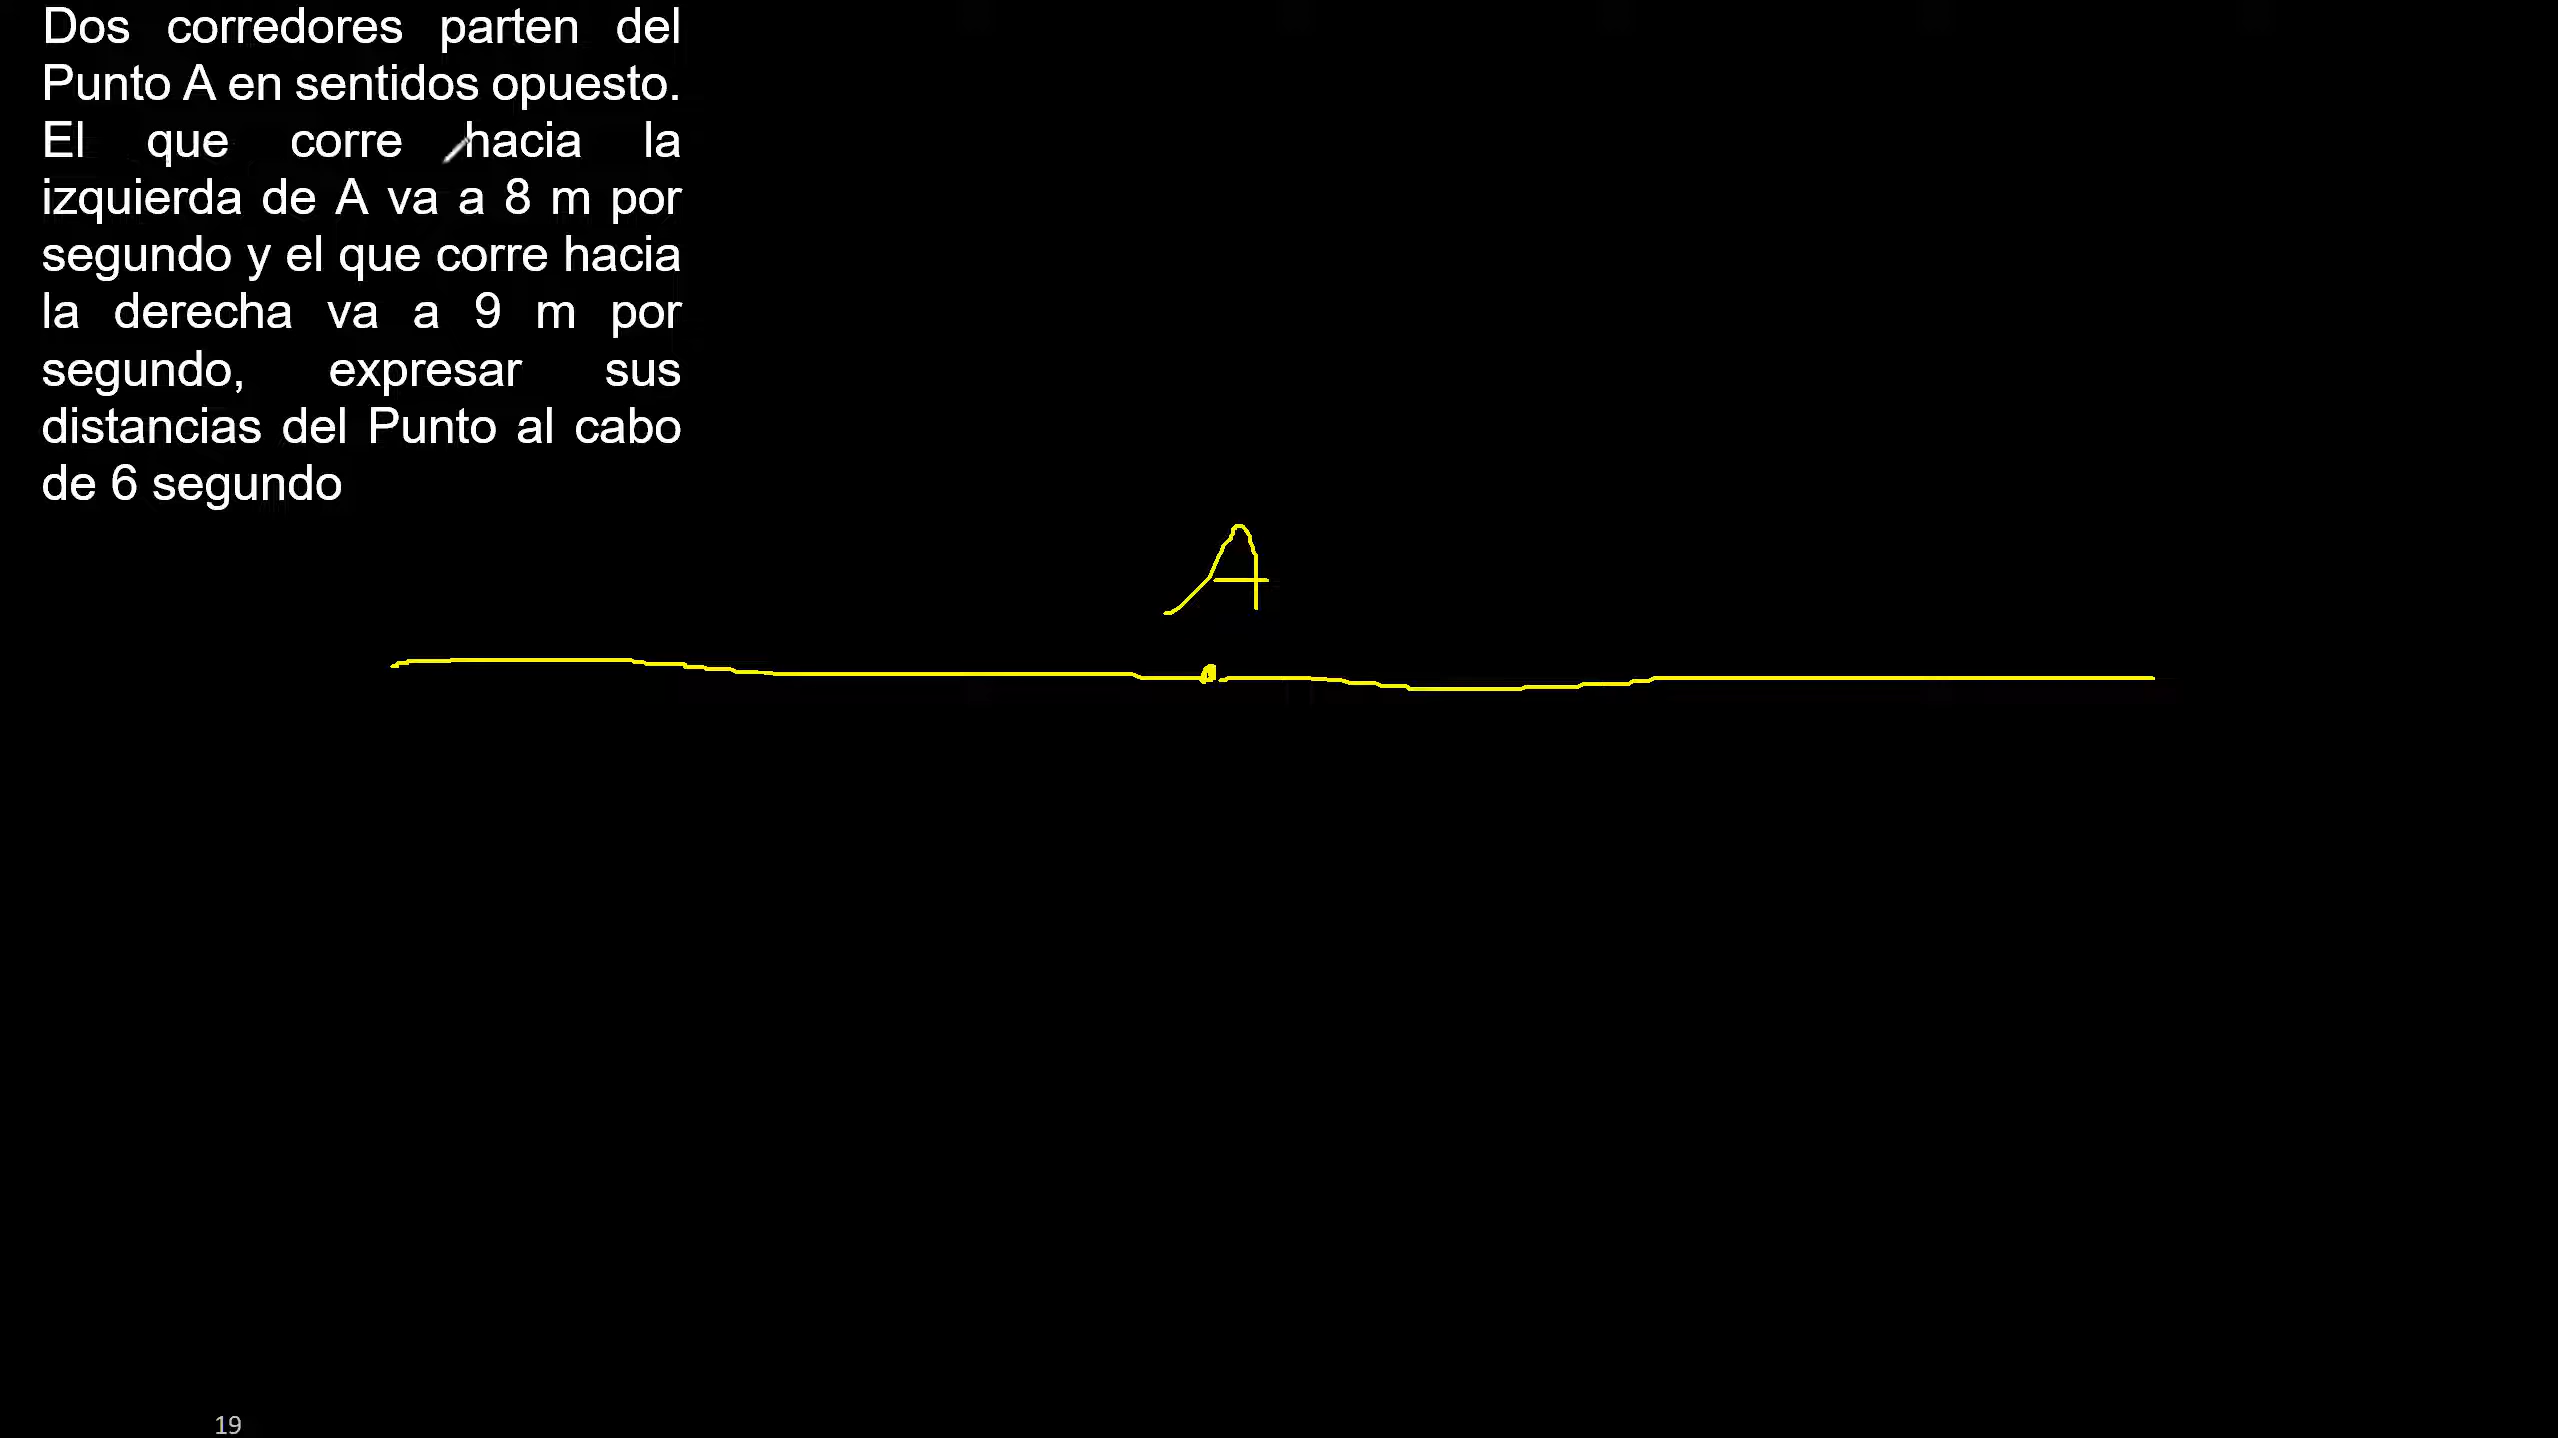 Dos corredores parten del
Punto A en sentidos opuesto.
El que corre hacia la
izquierda de A va a 8 m por
segundo y el que corre hacia
la derecha va a 9 m por
segundo, expresar sus
distancias del Punto al cabo
de 6 segundo
A
19